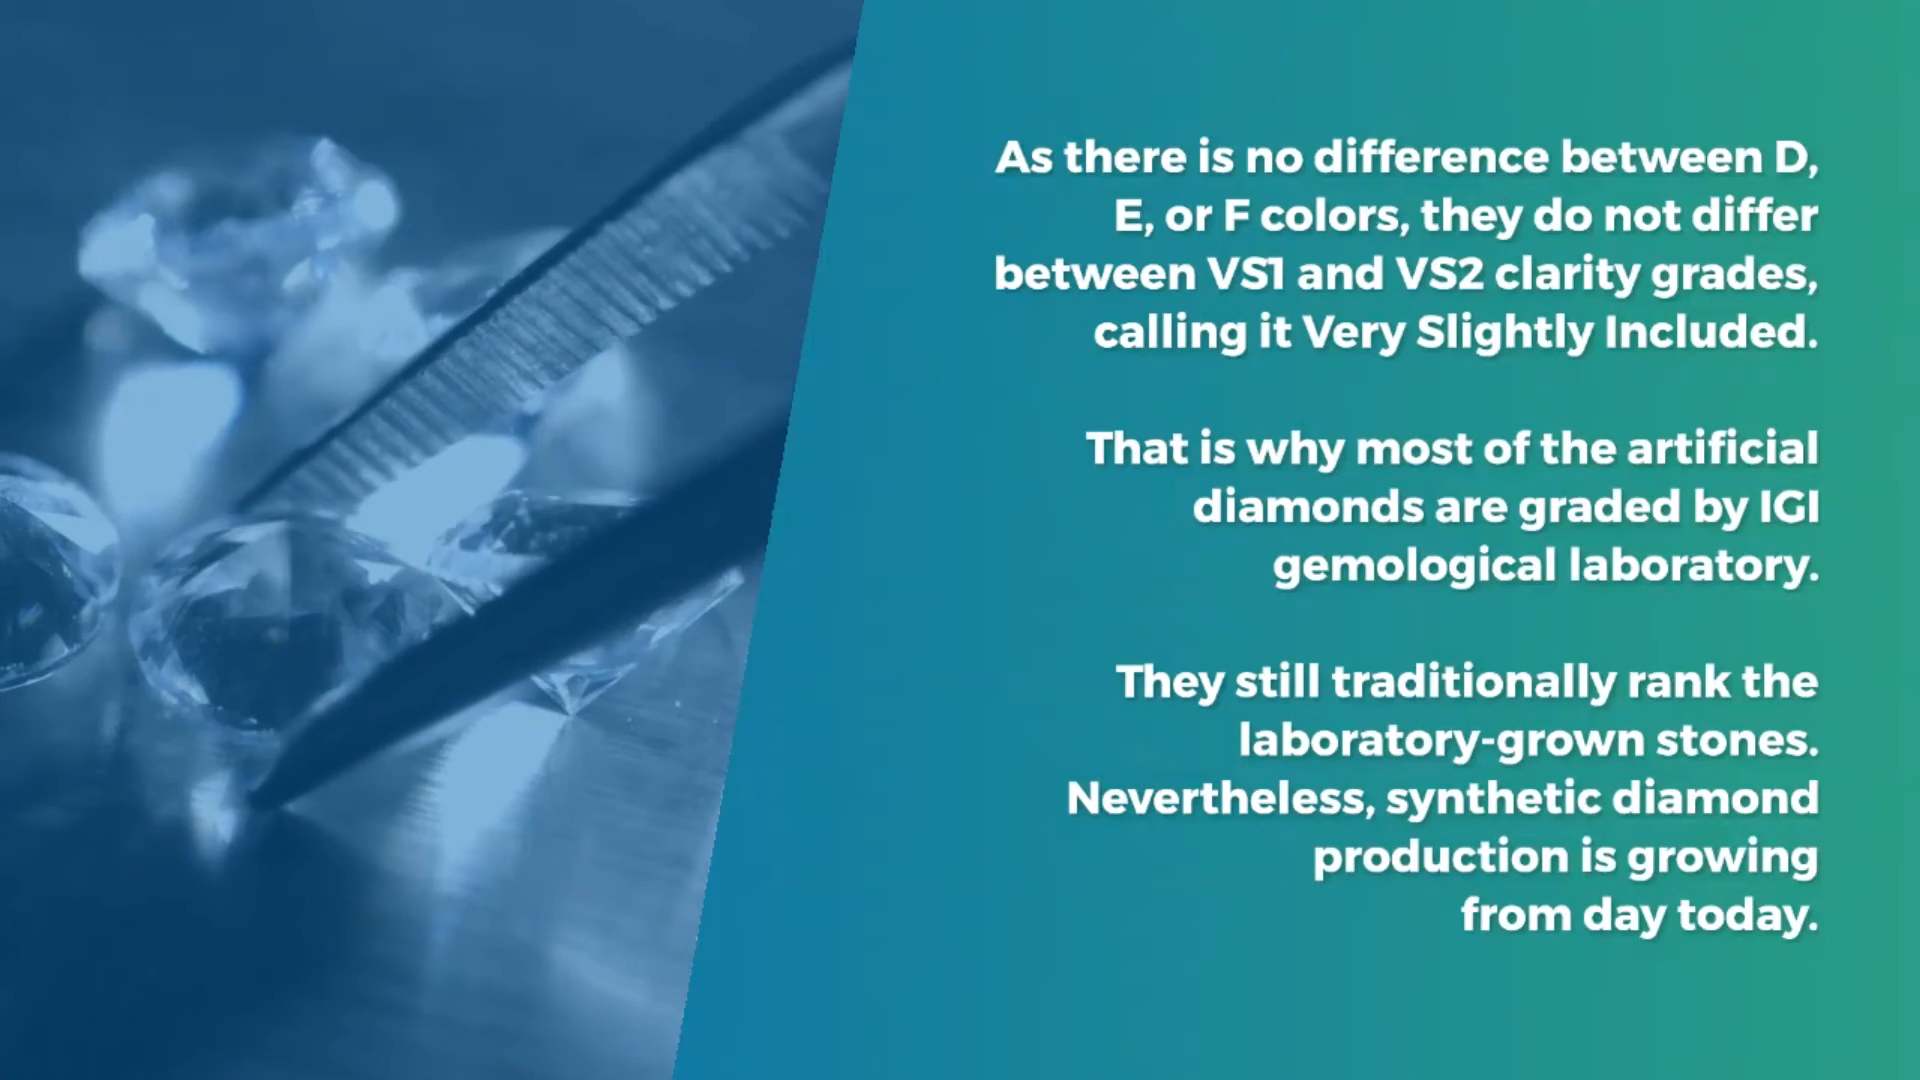 As there is no difference between D,
E, or F colors, they do not differ
between VS1 and VS2 clarity grades,
calling it Very Slightly Included.
That is why most of the artificial
diamonds are graded by IGI
gemological laboratory.
They still traditionally rank the
laboratory-grown stones.
Nevertheless, synthetic diamond
production is growing
from day today.